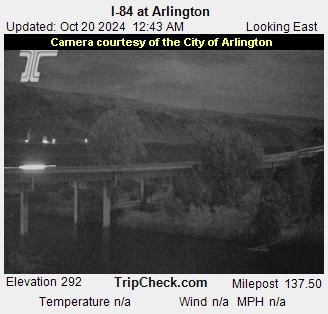 I-84 at Arlington
Updated: Oct 20 2024 12:43 AM Looking East
Camera courtesy of the City of Arlington
Elevation 292 TripCheck.com Milepost 137.50
Temperature n/a Wind n/a MPH n/a